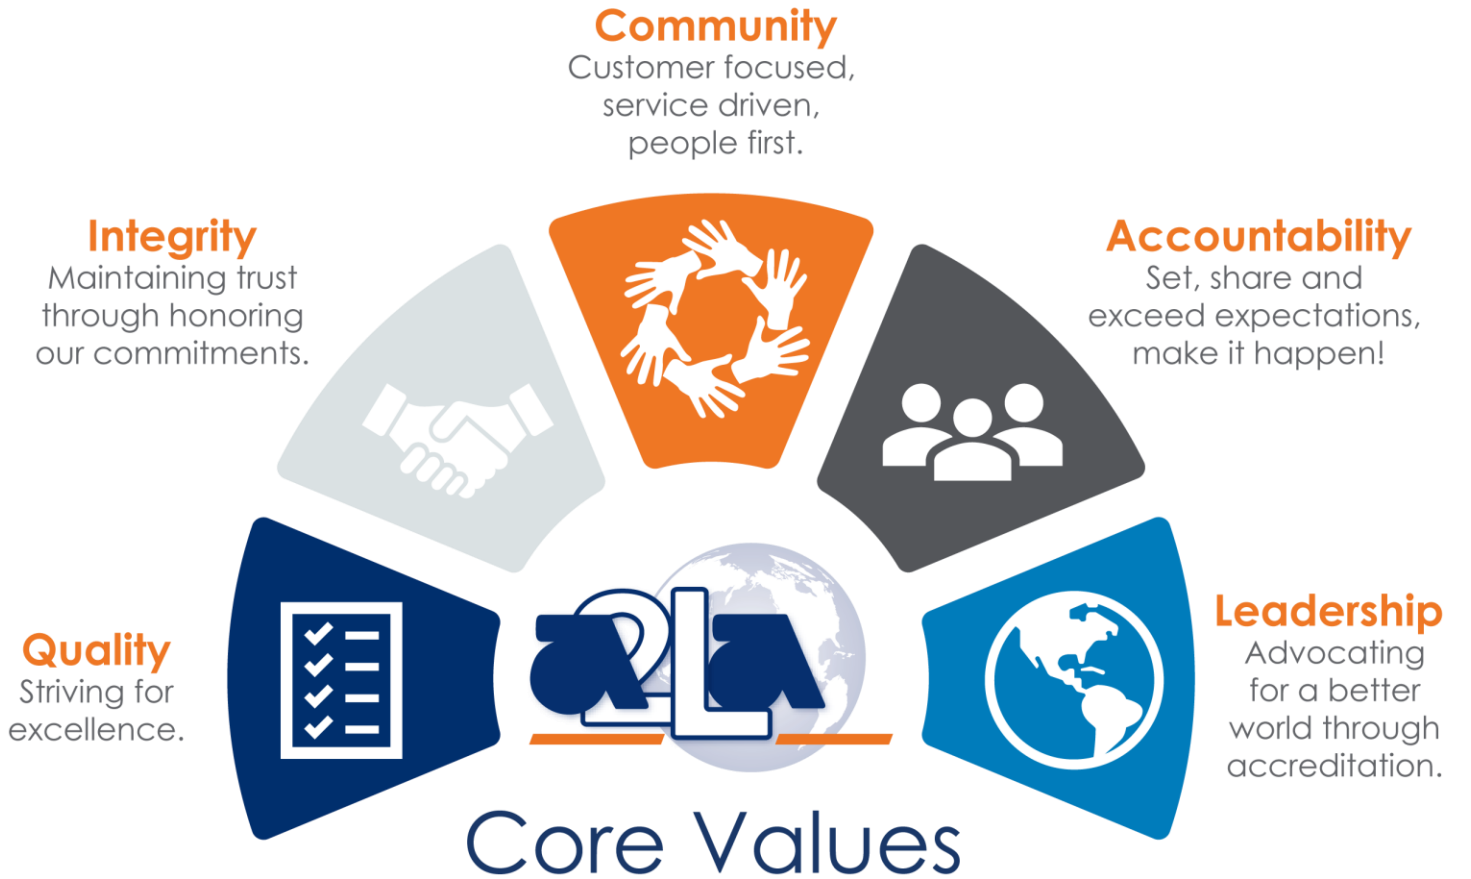 Community
Customer focused,
service driven,
people first.
Integrity
Maintaining trust
through honoring
our commitments.
Accountability
Set, share and
exceed expectations,
make it happen!
Quality
Striving for
excellence.
Leadership
Advocating
for a better
world through
accreditation.
A2LA
Core Values